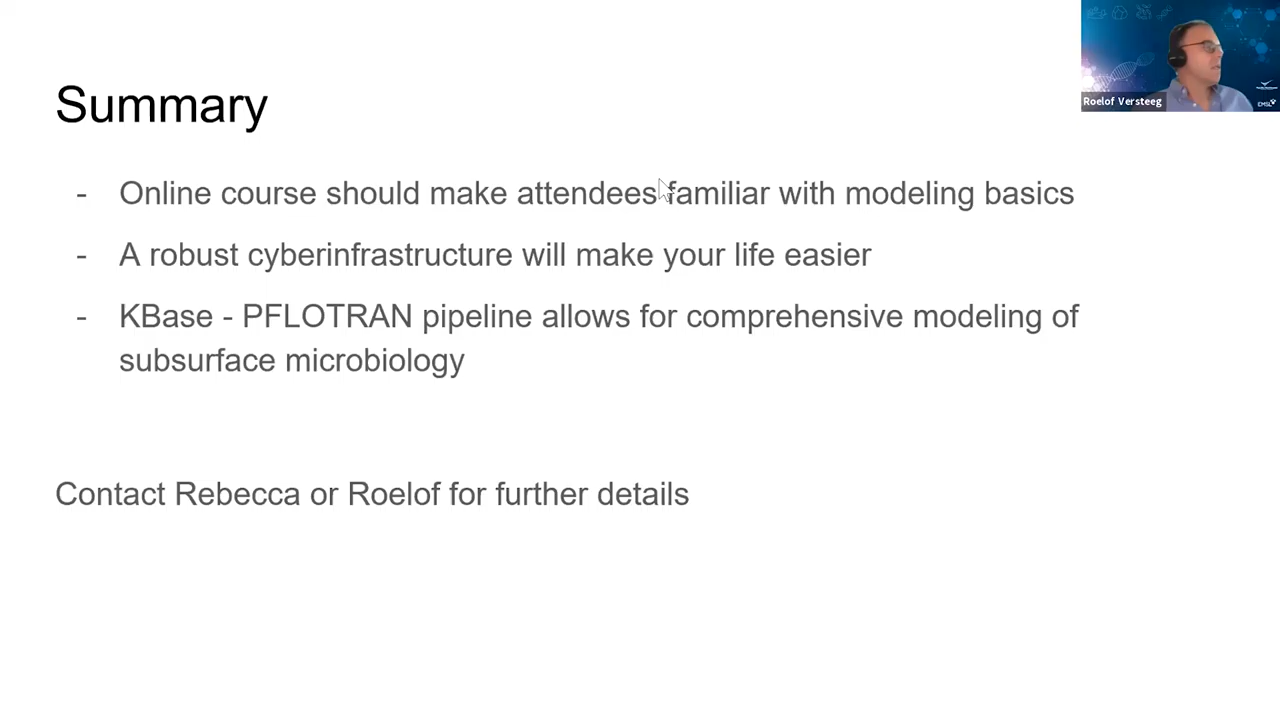 Summary
- Online course should make attendees familiar with modeling basics
- A robust cyberinfrastructure will make your life easier
- KBase - PFLOTRAN pipeline allows for comprehensive modeling of
subsurface microbiology
Contact Rebecca or Roelof for further details
Roelof Versteeg
EMSL